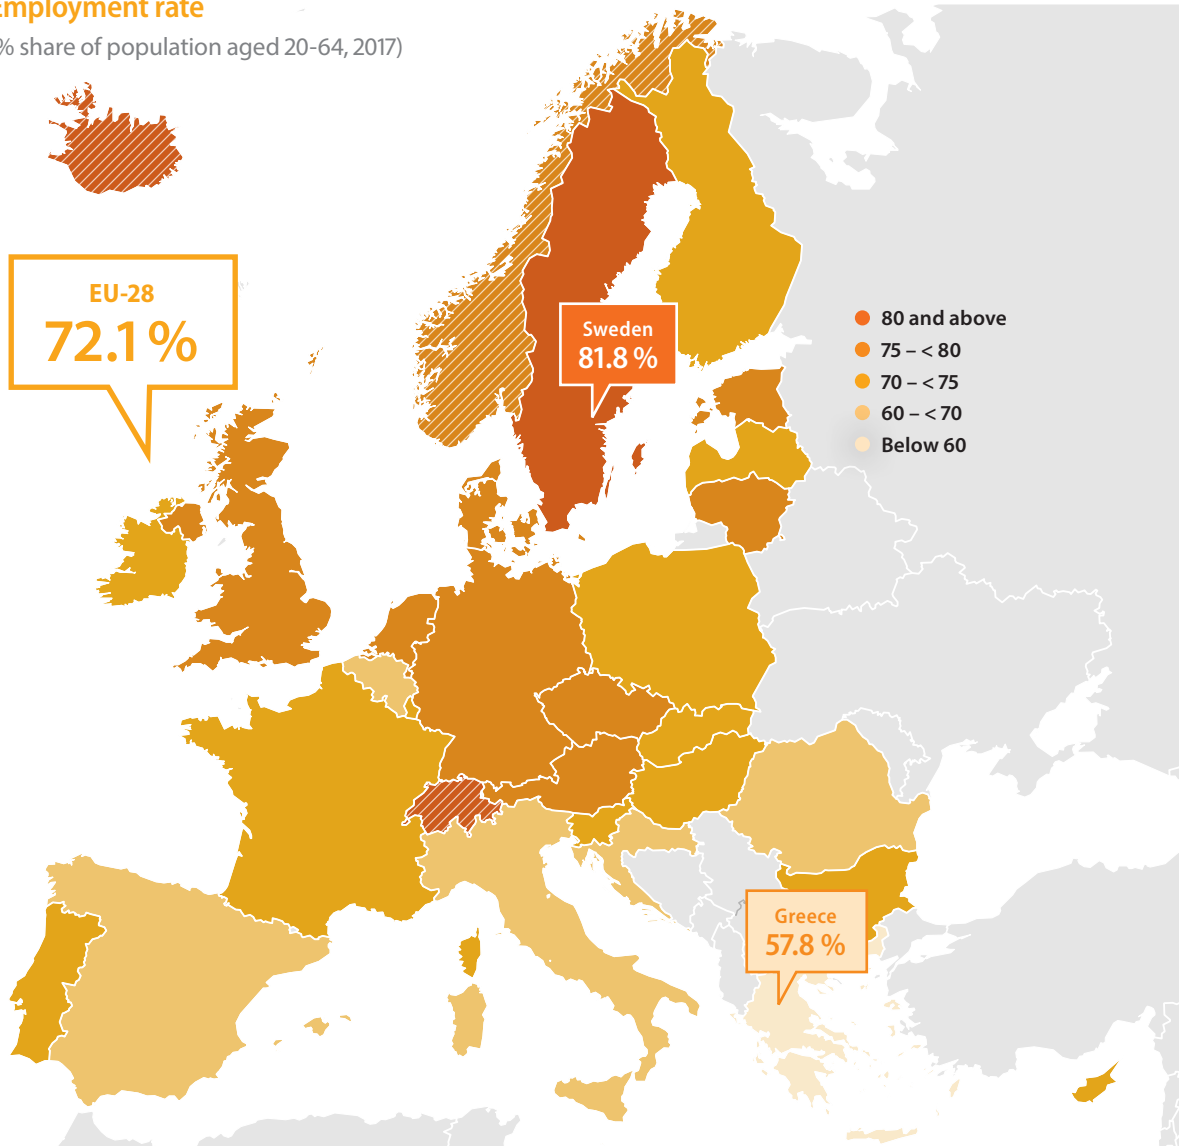 Employment rate
% share of population aged 20-64, 2017)
EU-28
72.1 %
Sweden
81.8 %
80 and above
75 – < 80
70 – < 75
60 – < 70
Below 60
Greece
57.8 %